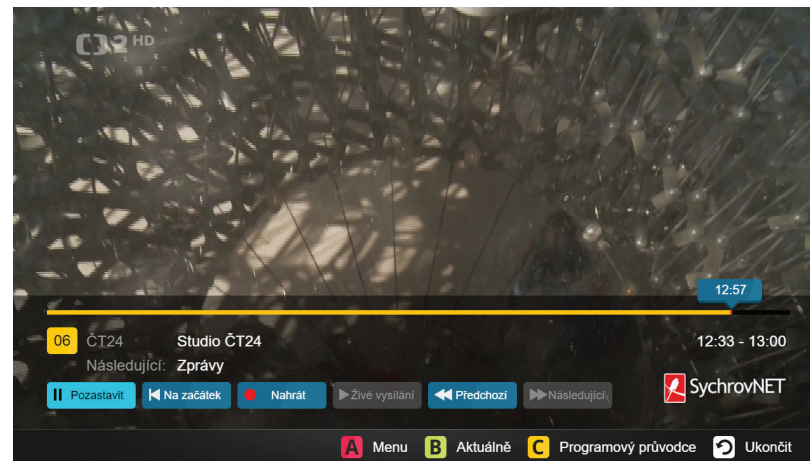 ČT2 HD
12:57
06 ČT24 Studio ČT24 12:33 - 13:00
Následující: Zprávy
Pozastavit Na začátek Nahrát Živé vysílání Předchozí Následující
SychrovNET
A Menu B Aktuálně C Programový průvodce Ukončit